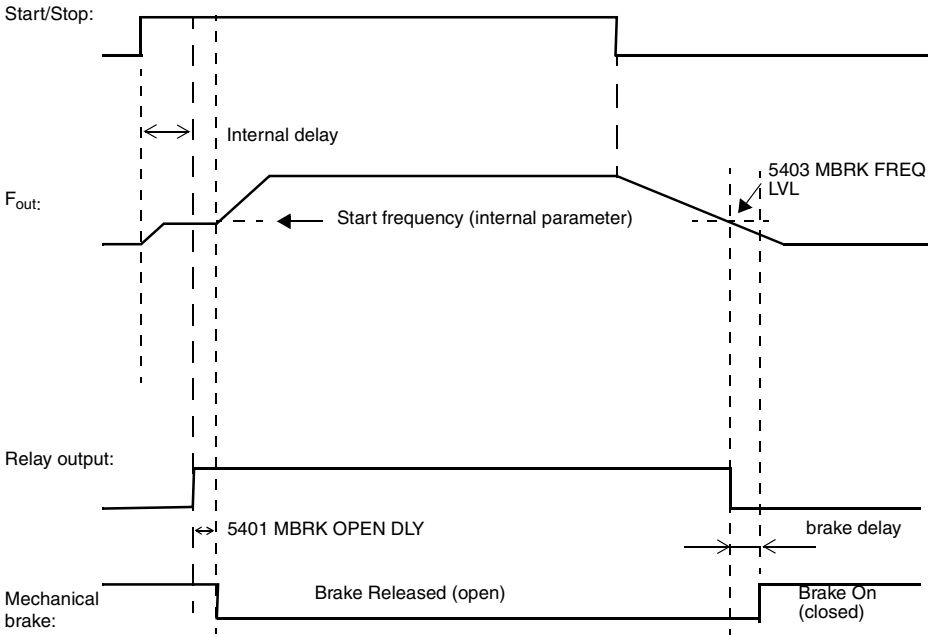 Start/Stop:
Internal delay
5403 MBRK FREQ
LVL
Fout:
Start frequency (internal parameter)
Relay output:
5401 MBRK OPEN DLY
brake delay
Mechanical
brake:
Brake Released (open)
Brake On
(closed)